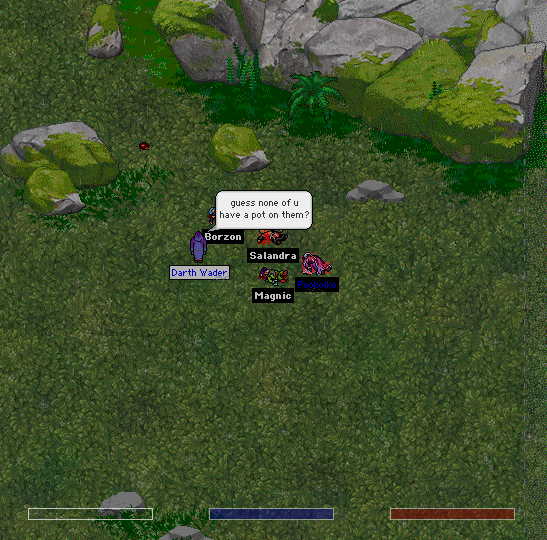 guess none of u
have a pot on them?
Borzon
Salandra
Darth Wader
Magnic